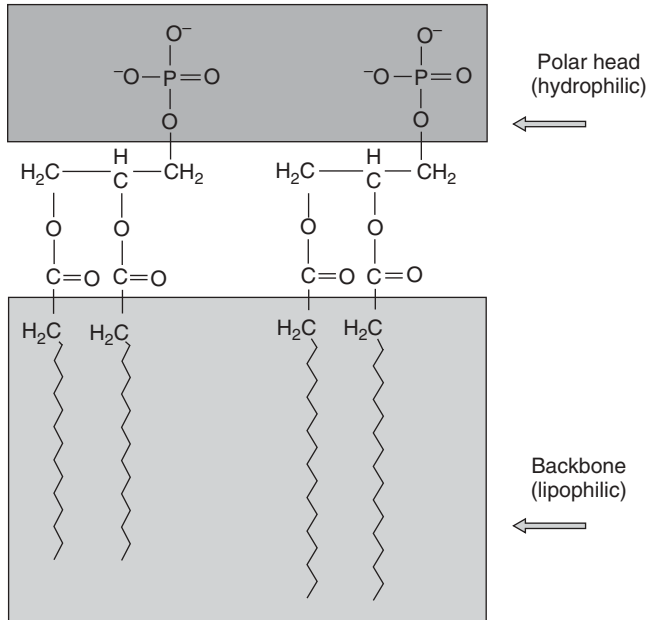 O⁻ O⁻
⁻O–P=O ⁻O–P=O
O O
H H
H₂C C CH₂ H₂C C CH₂
O O O O
C=O C=O C=O C=O
H₂C H₂C H₂C H₂C
Polar head
(hydrophilic)
Backbone
(lipophilic)